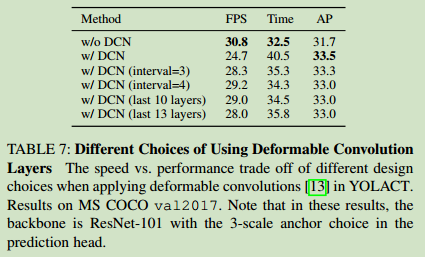 Method FPS Time AP
w/o DCN 30.8 32.5 31.7
w/ DCN 24.7 40.5 33.5
w/ DCN (interval=3) 28.3 35.3 33.3
w/ DCN (interval=4) 29.2 34.3 33.0
w/ DCN (last 10 layers) 29.0 34.5 33.0
w/ DCN (last 13 layers) 28.0 35.8 33.0
TABLE 7: Different Choices of Using Deformable Convolution
Layers The speed vs. performance trade off of different design
choices when applying deformable convolutions [13] in YOLACT.
Results on MS COCO val2017. Note that in these results, the
backbone is ResNet-101 with the 3-scale anchor choice in the
prediction head.